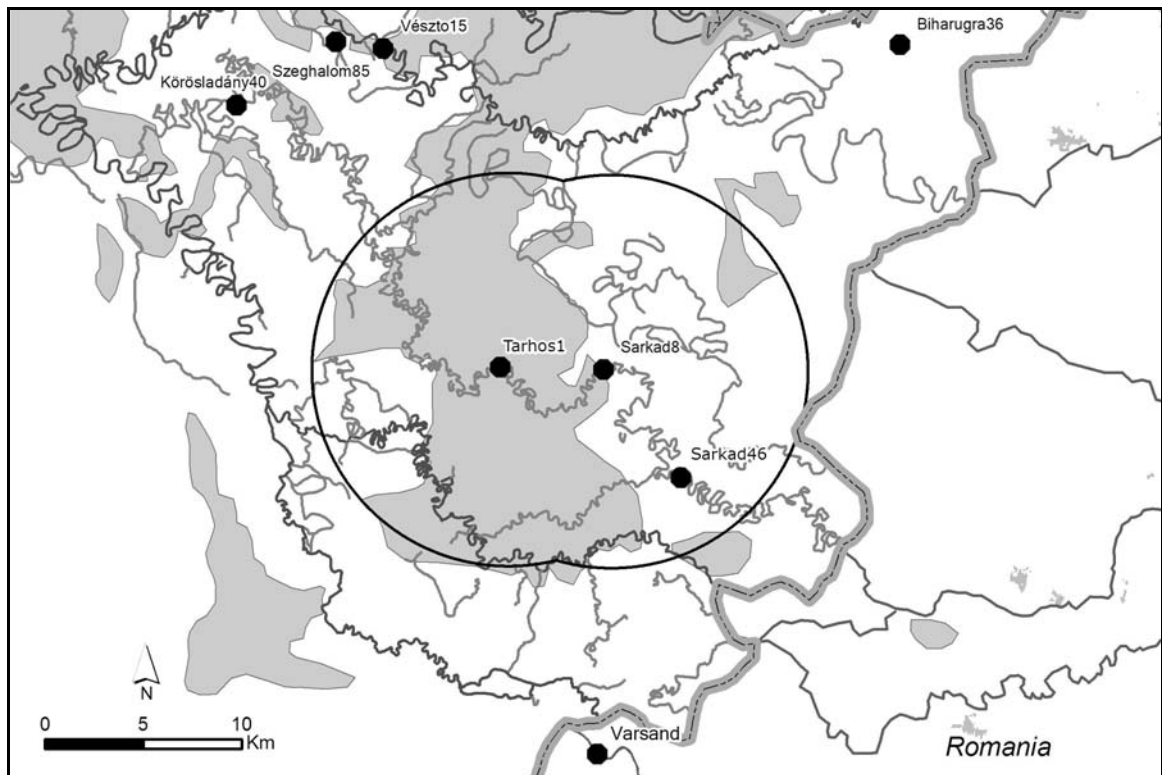 Vészto15
Biharugra36
Szeghalom85
Körösladány40
Tarhos1
Sarkad8
Sarkad46
N
0 5 10
Km
Varsand
Romania